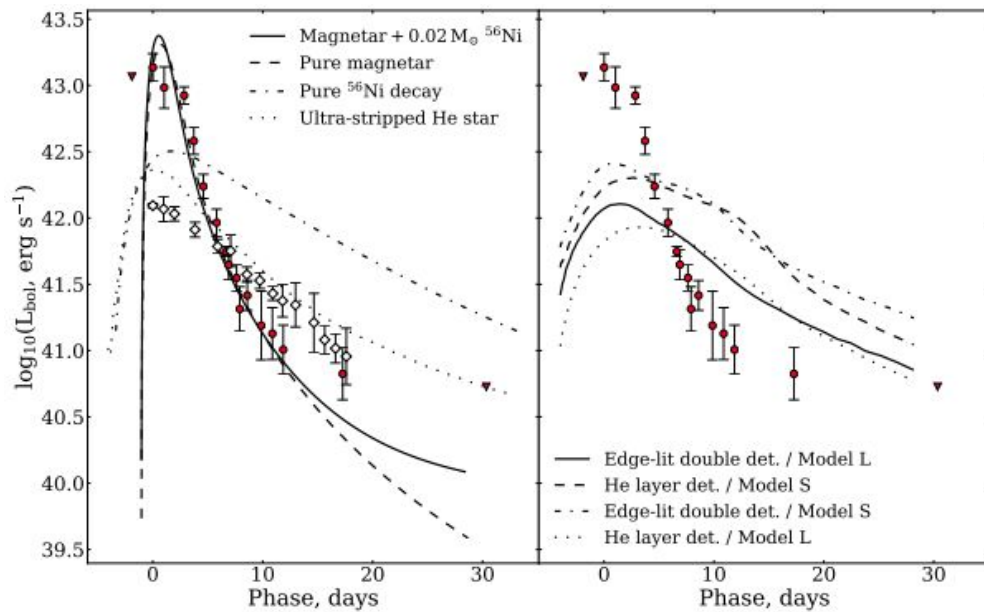 43.5
43.0
42.5
42.0
41.5
41.0
40.5
40.0
39.5
log₁₀(L_bol, erg s⁻¹)
Magnetar + 0.02 M⊙ ⁵⁶Ni
Pure magnetar
Pure ⁵⁶Ni decay
Ultra-stripped He star
0 10 20 30
Phase, days
Edge-lit double det. / Model L
He layer det. / Model S
Edge-lit double det. / Model S
He layer det. / Model L
0 10 20 30
Phase, days